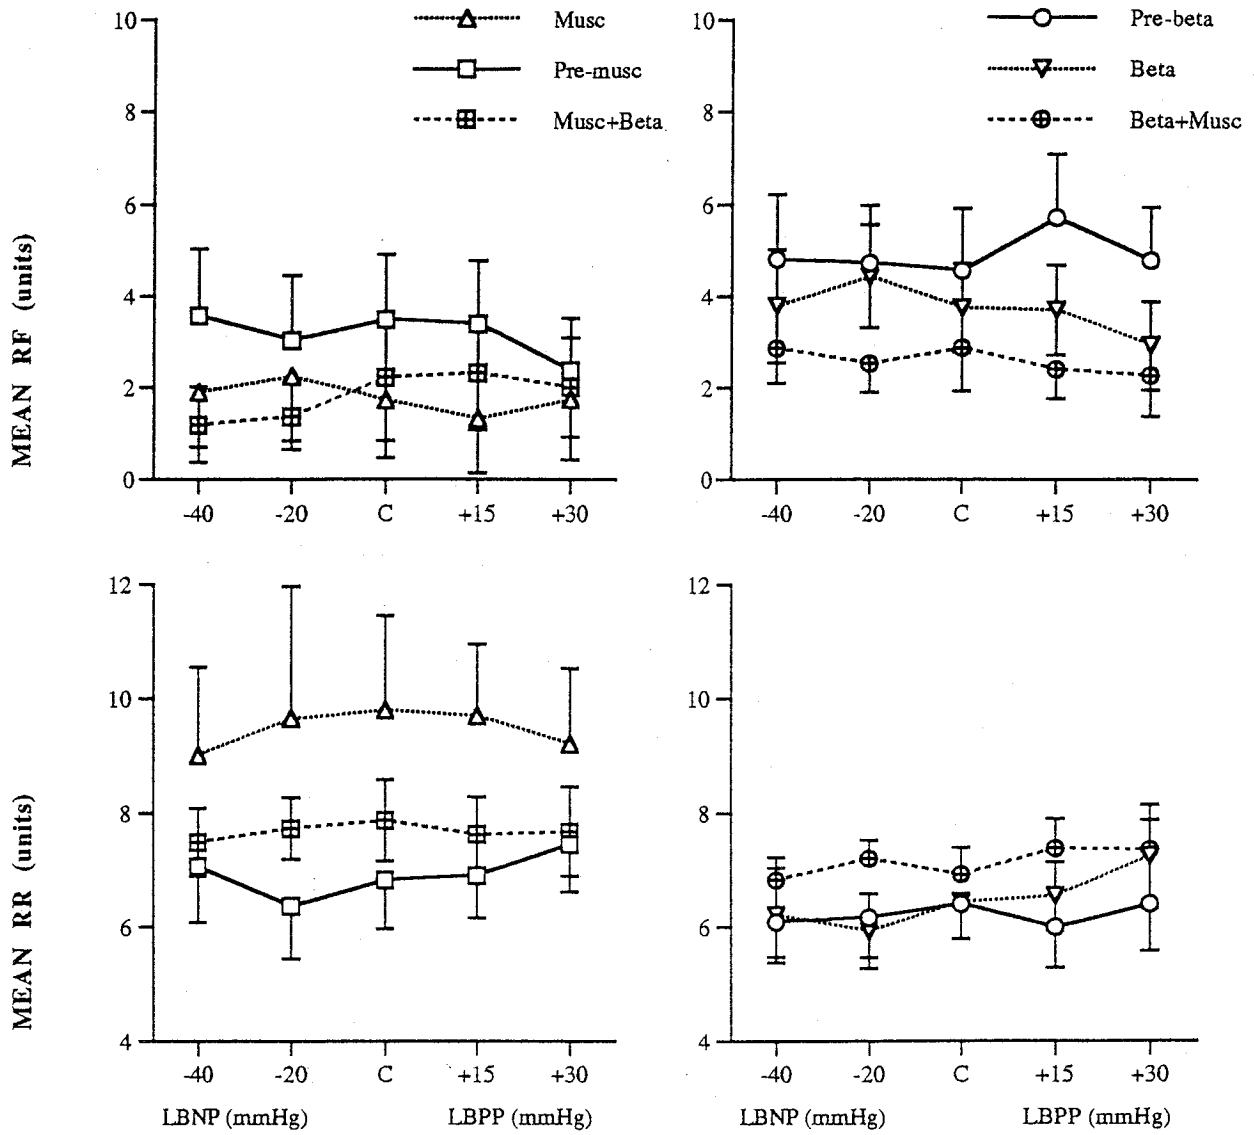 MEAN RF (units)
10
8
6
4
2
0
-40
-20
C
+15
+30
Musc
Pre-musc
Musc+Beta
10
8
6
4
2
0
-40
-20
C
+15
+30
Pre-beta
Beta
Beta+Musc
MEAN RR (units)
12
10
8
6
4
-40
-20
C
+15
+30
LBNP (mmHg)
LBPP (mmHg)
12
10
8
6
4
-40
-20
C
+15
+30
LBNP (mmHg)
LBPP (mmHg)